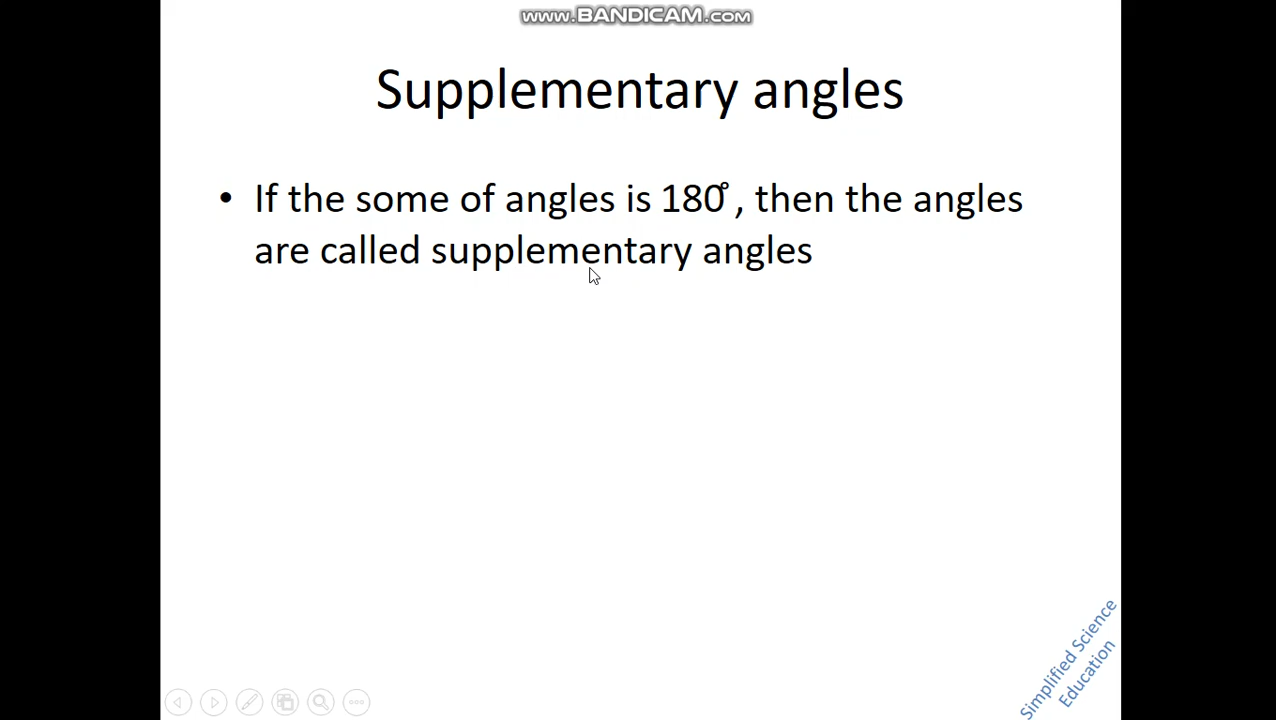 www.BANDICAM.com
Supplementary angles
• If the some of angles is 180°, then the angles
are called supplementary angles
Simplified Science
Education